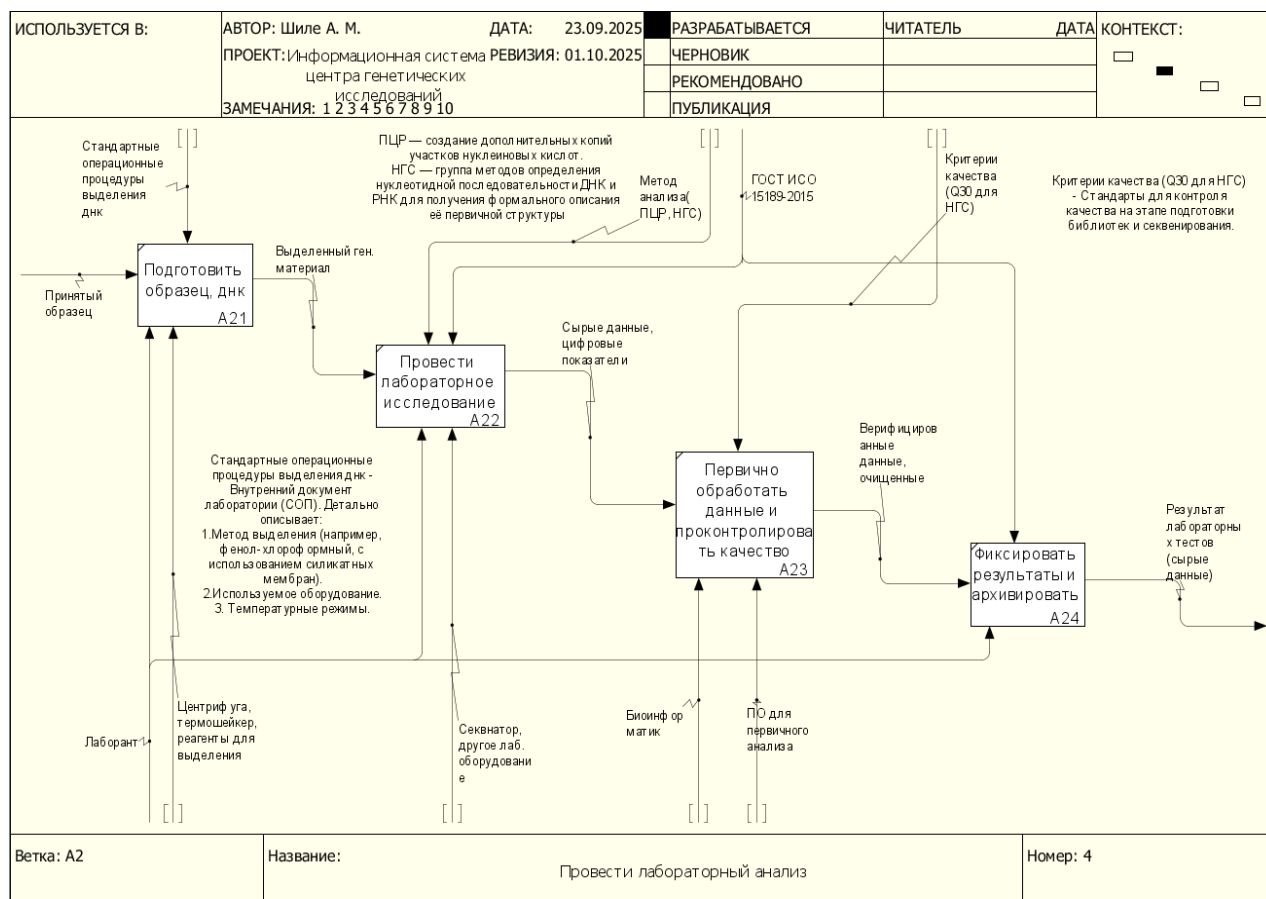 ИСПОЛЬЗУЕТСЯ В:
АВТОР: Шиле А. М.
ДАТА: 23.09.2025
ПРОЕКТ: Информационная система
центра генетических
исследований
РЕВИЗИЯ: 01.10.2025
ЗАМЕЧАНИЯ: 1 2 3 4 5 6 7 8 9 10
РАЗРАБАТЫВАЕТСЯ
ЧЕРНОВИК
РЕКОМЕНДОВАНО
ПУБЛИКАЦИЯ
ЧИТАТЕЛЬ
ДАТА
КОНТЕКСТ:
Стандартные
операционные
процедуры
выделения
днк
ПЦР — создание дополнительных копий
участков нуклеиновых кислот.
НГС — группа методов определения
нуклеотидной последовательности ДНК и
РНК для получения формального описания
её первичной структуры
Метод
анализа(
ПЦР, НГС)
ГОСТ ИСО
15189-2015
Критерии
качества
(Q30 для
НГС)
Критерии качества (Q30 для НГС)
- Стандарты для контроля
качества на этапе подготовки
библиотек и секвенирования.
Принятый
образец
Подготовить
образец, днк
A21
Выделенный ген.
материал
Провести
лабораторное
исследование
A22
Сырые данные,
цифровые
показатели
Стандартные операционные
процедуры выделения днк -
Внутренний документ
лаборатории (СОП). Детально
описывает:
1.Метод выделения (например,
фенол-хлороформный, с
использованием силикатных
мембран).
2.Используемое оборудование.
3. Температурные режимы.
Первично
обработать
данные и
проконтролирова
ть качество
A23
Верифициров
анные
данные,
очищенные
Фиксировать
результаты и
архивировать
A24
Результат
лабораторны
х тестов
(сырые
данные)
Лаборант
Центрифуга,
термошейкер,
реагенты для
выделения
Секвнатор,
другое лаб.
оборудовани
е
Биоинфор
матик
ПО для
первичного
анализа
Ветка: A2
Название:
Провести лабораторный анализ
Номер: 4